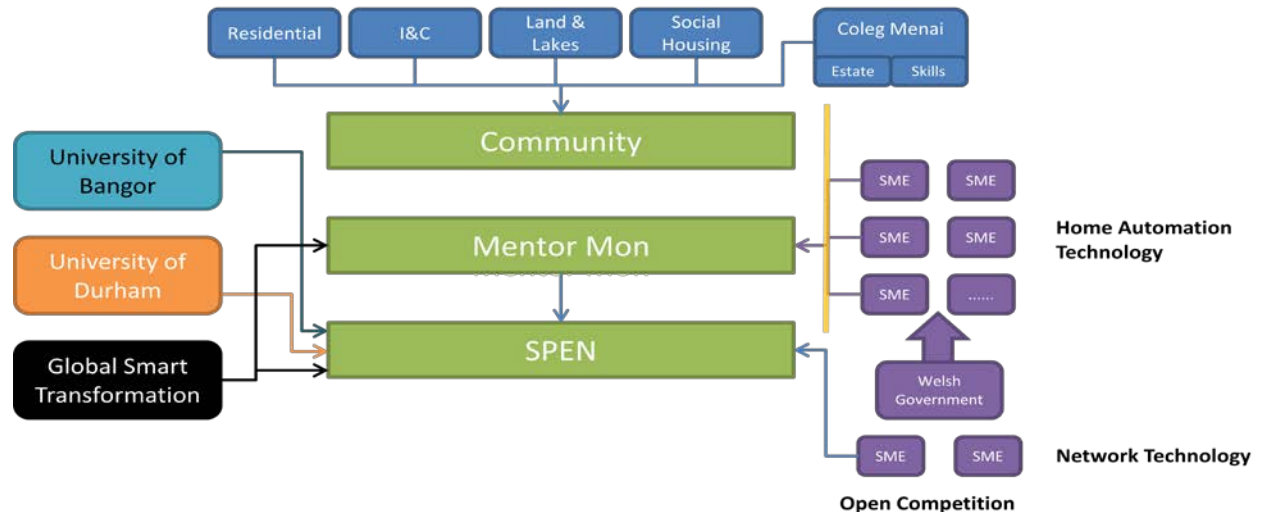 Residential
I&C
Land &
Lakes
Social
Housing
Coleg Menai
Estate
Skills
Community
University of
Bangor
SME
SME
Mentor Mon
SME
SME
Home Automation
Technology
University of
Durham
SME
......
SPEN
Global Smart
Transformation
Welsh
Government
SME
SME
Network Technology
Open Competition